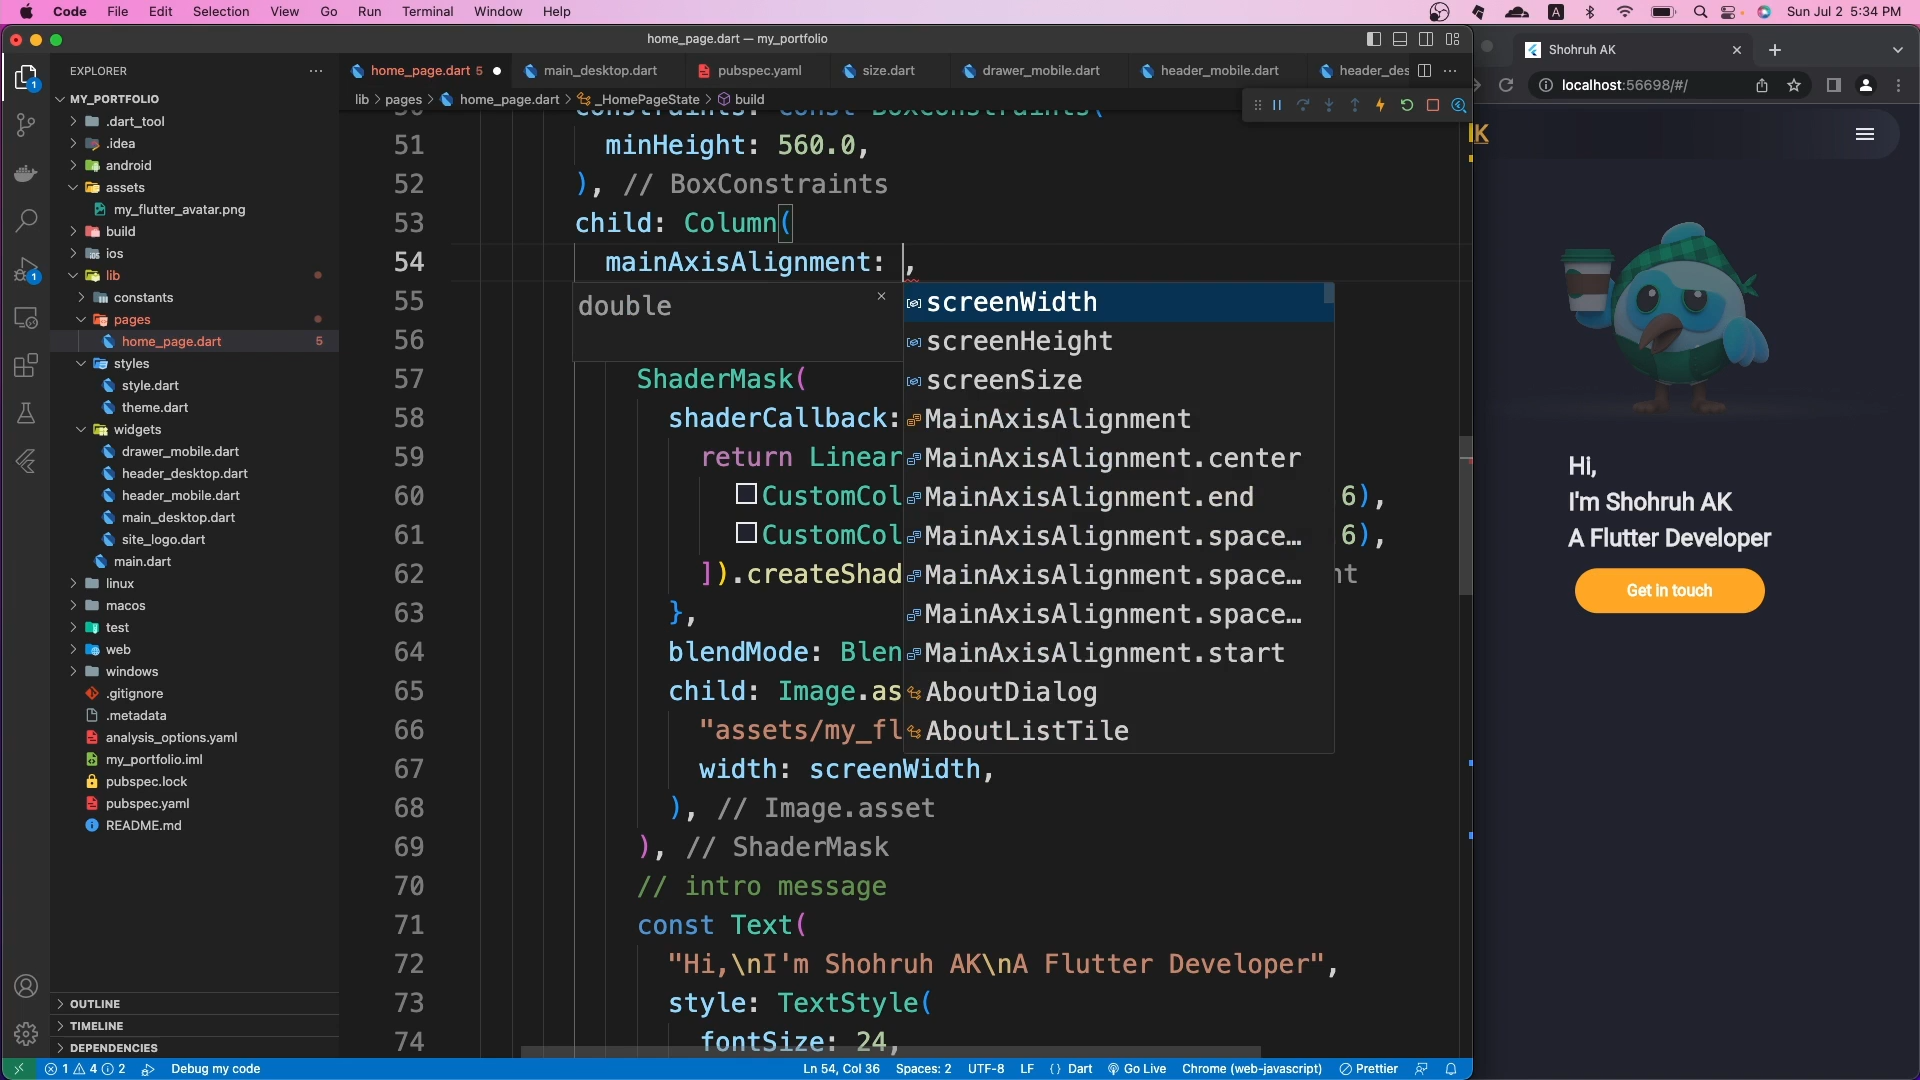 Code File Edit Selection View Go Run Terminal Window Help
A
Sun Jul 2 5:34 PM
home_page.dart — my_portfolio
EXPLORER
MY_PORTFOLIO
.dart_tool
.idea
android
assets
my_flutter_avatar.png
build
ios
lib
constants
pages
home_page.dart 5
styles
style.dart
theme.dart
widgets
drawer_mobile.dart
header_desktop.dart
header_mobile.dart
main_desktop.dart
site_logo.dart
main.dart
linux
macos
test
web
windows
.gitignore
.metadata
analysis_options.yaml
my_portfolio.iml
pubspec.lock
pubspec.yaml
README.md
OUTLINE
TIMELINE
DEPENDENCIES
1
1
home_page.dart 5 main_desktop.dart pubspec.yaml size.dart drawer_mobile.dart header_mobile.dart header_des
lib > pages > home_page.dart > _HomePageState > build
constraints: const BoxConstraints(
51 minHeight: 560.0,
52 ), // BoxConstraints
53 child: Column(
54 mainAxisAlignment: ,
55
56
57 ShaderMask(
58 shaderCallback:
59 return Linear
60 CustomCol 6),
61 CustomCol 6),
62 ]).createShad nt
63 },
64 blendMode: Blen
65 child: Image.as
66 "assets/my_fl
67 width: screenWidth,
68 ), // Image.asset
69 ), // ShaderMask
70 // intro message
71 const Text(
72 "Hi,\nI'm Shohruh AK\nA Flutter Developer",
73 style: TextStyle(
74 fontSize: 24,
double
screenWidth
screenHeight
screenSize
MainAxisAlignment
MainAxisAlignment.center
MainAxisAlignment.end
MainAxisAlignment.space…
MainAxisAlignment.space…
MainAxisAlignment.space…
MainAxisAlignment.start
AboutDialog
AboutListTile
1 4 2 Debug my code
Ln 54, Col 36 Spaces: 2 UTF-8 LF {} Dart Go Live Chrome (web-javascript) Prettier
Shohruh AK
localhost:56698/#/
K
Hi,
I'm Shohruh AK
A Flutter Developer
Get in touch